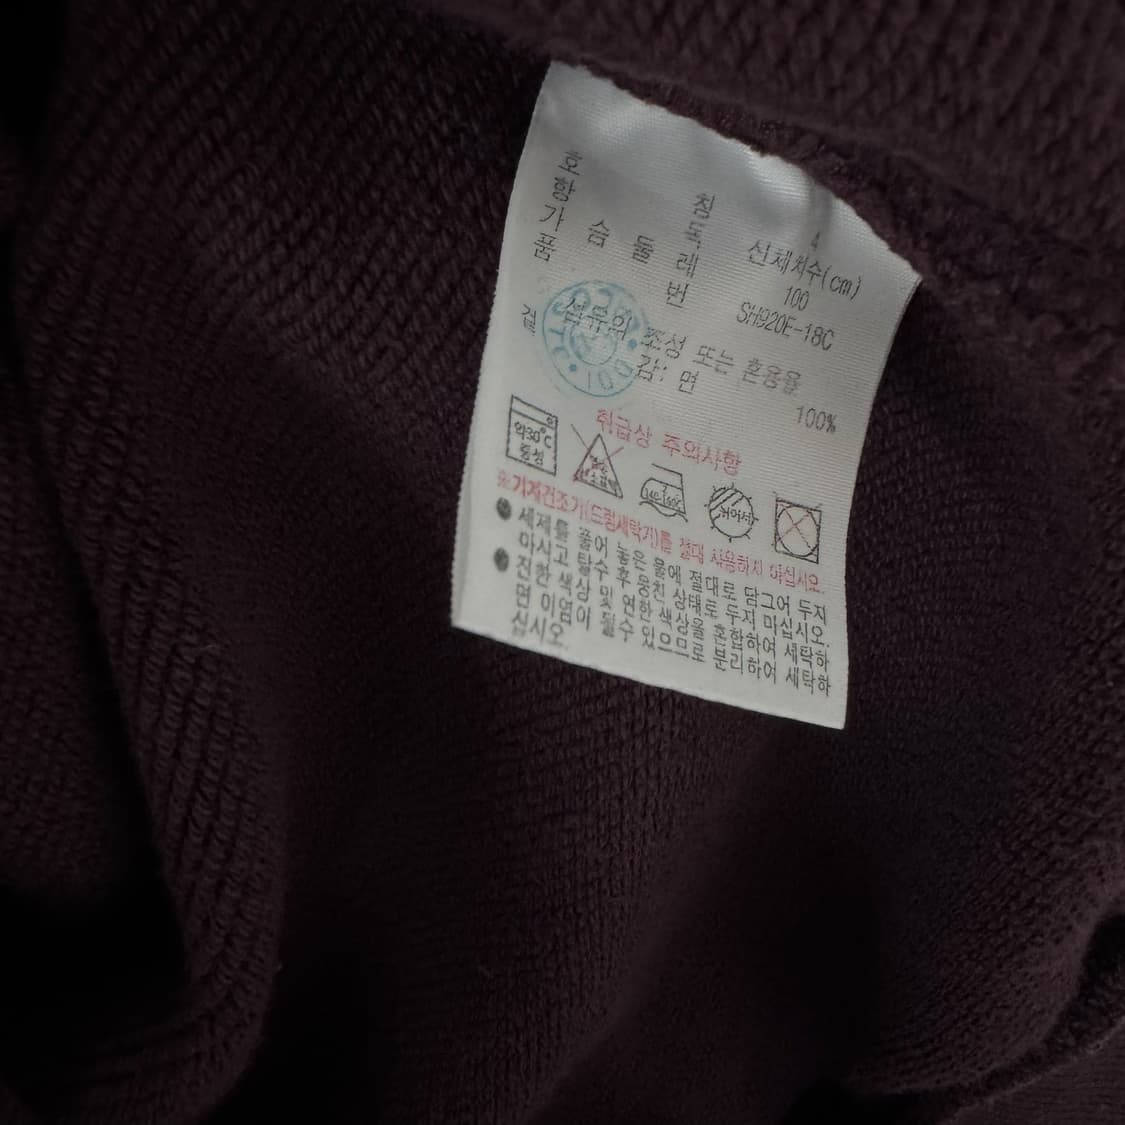 호 칭 4
항 목 신체치수(cm)
가 슴 둘 레 100
품 번 SH920E-18C
섬유의 조성 또는 혼용율
겉 감: 면 100%
취급상 주의사항
약30℃ 중성
※기계건조기(드럼세탁기)를 절대 사용하지 마십시오.
● 세제를 풀어 놓은 물에 절대로 담그어 두지
마시고 탈수 후 뭉친 상태로 두지 마십시오.
● 진한 색상 및 연한 색상을 혼합하여 세탁하
면 이염이 될수 있으므로 분리하여 세탁하
십시오.